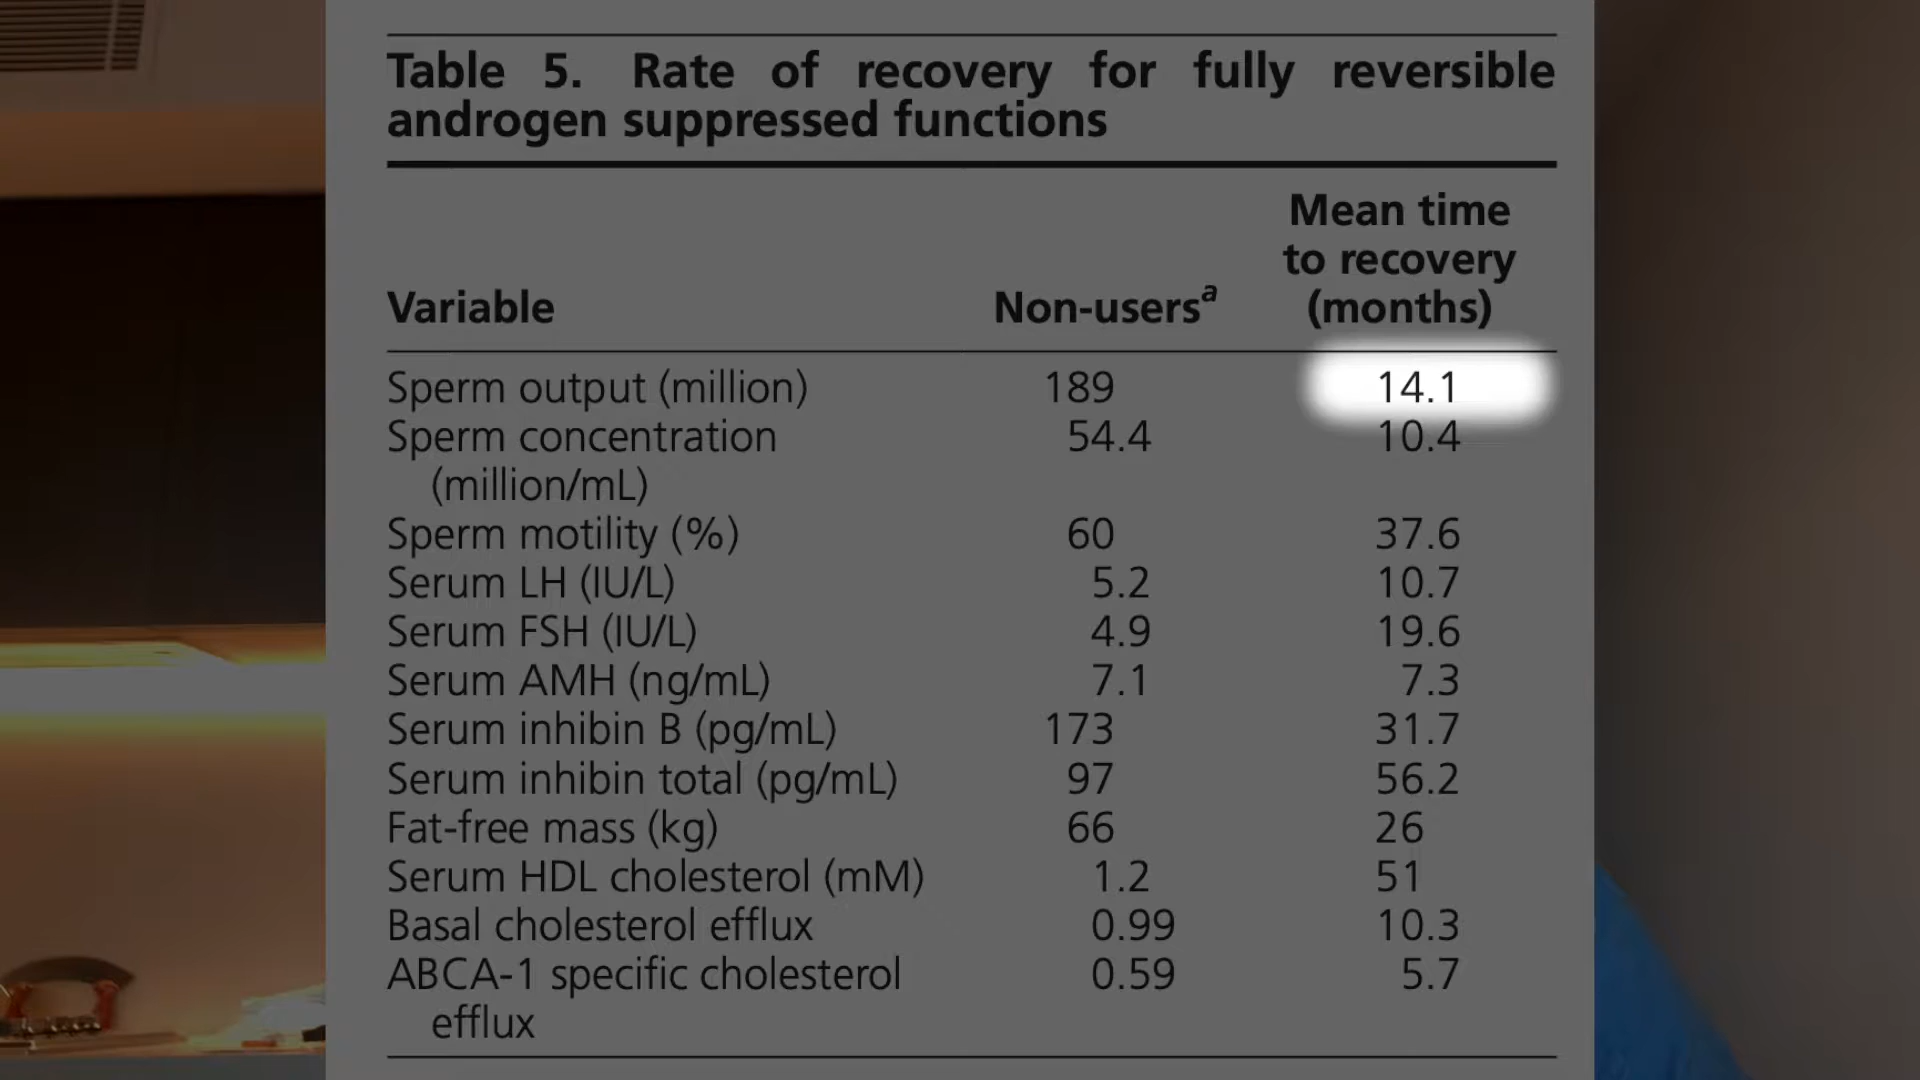 Table 5. Rate of recovery for fully reversible
androgen suppressed functions
Mean time
to recovery
Variable Non-usersᵃ (months)
Sperm output (million) 189 14.1
Sperm concentration 54.4 10.4
(million/mL)
Sperm motility (%) 60 37.6
Serum LH (IU/L) 5.2 10.7
Serum FSH (IU/L) 4.9 19.6
Serum AMH (ng/mL) 7.1 7.3
Serum inhibin B (pg/mL) 173 31.7
Serum inhibin total (pg/mL) 97 56.2
Fat-free mass (kg) 66 26
Serum HDL cholesterol (mM) 1.2 51
Basal cholesterol efflux 0.99 10.3
ABCA-1 specific cholesterol 0.59 5.7
efflux